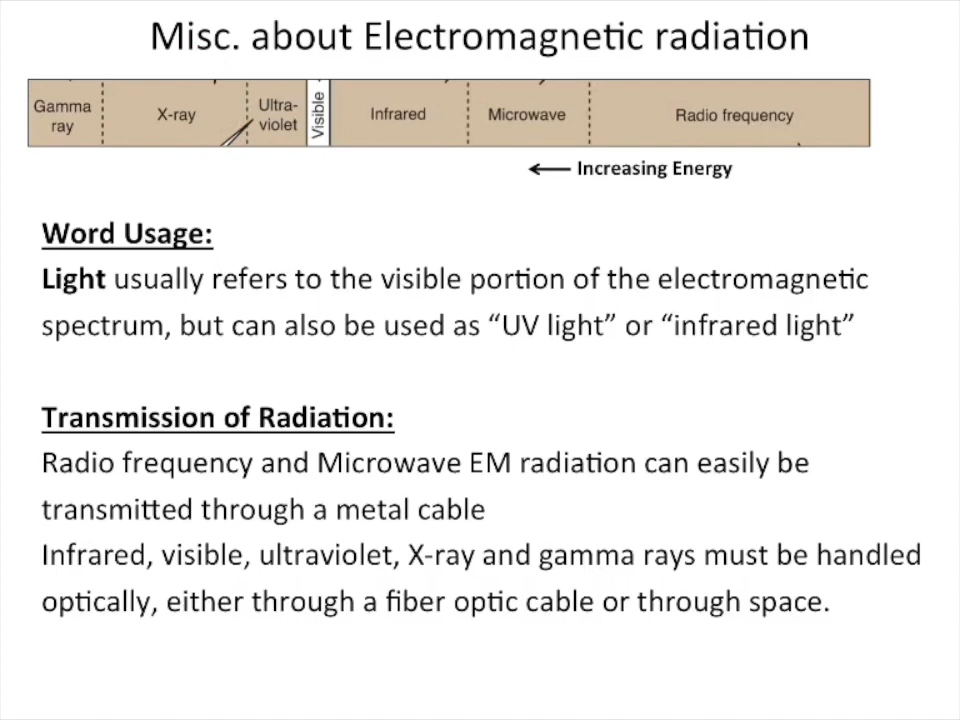 Misc. about Electromagnetic radiation
Gamma
ray
X-ray
Ultra-
violet
Visible
Infrared
Microwave
Radio frequency
Increasing Energy
Word Usage:
Light usually refers to the visible portion of the electromagnetic
spectrum, but can also be used as “UV light” or “infrared light”
Transmission of Radiation:
Radio frequency and Microwave EM radiation can easily be
transmitted through a metal cable
Infrared, visible, ultraviolet, X-ray and gamma rays must be handled
optically, either through a fiber optic cable or through space.